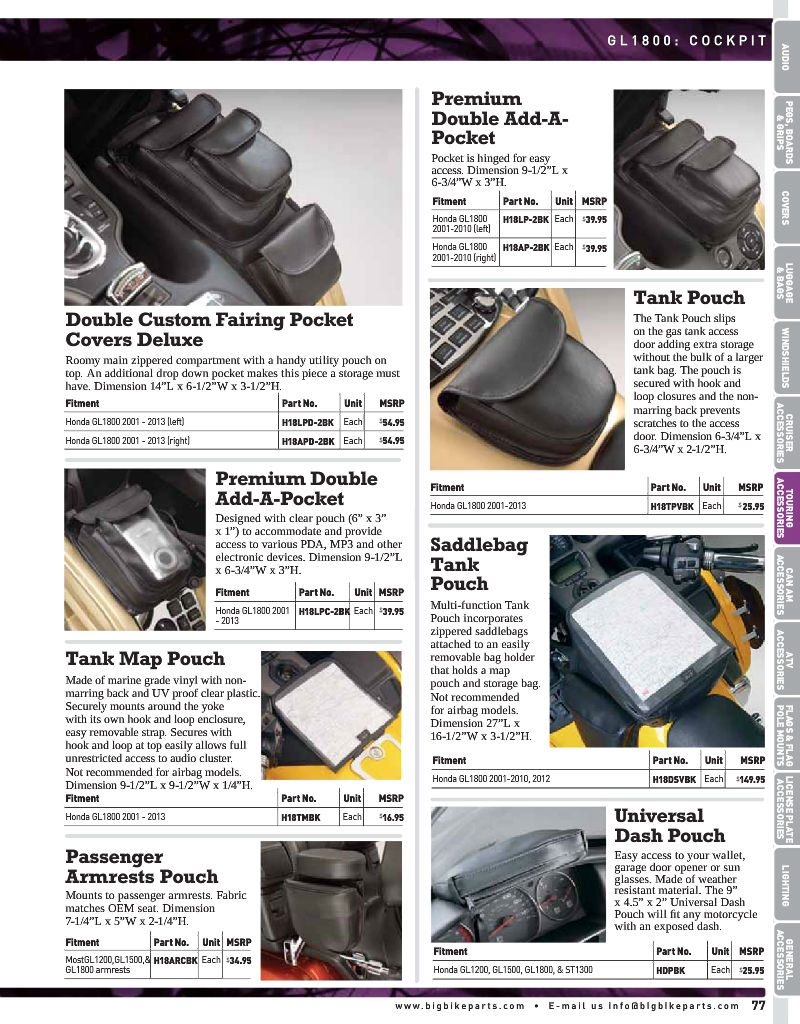 GL1800: COCKPIT
Double Custom Fairing Pocket
Covers Deluxe
Roomy main zippered compartment with a handy utility pouch on
top. An additional drop down pocket makes this piece a storage must
have. Dimension 14”L x 6-1/2”W x 3-1/2”H.
Fitment Part No. Unit MSRP
Honda GL1800 2001 - 2013 (left) H18LPD-2BK Each $54.95
Honda GL1800 2001 - 2013 (right) H18APD-2BK Each $54.95
Premium Double
Add-A-Pocket
Designed with clear pouch (6” x 3”
x 1”) to accommodate and provide
access to various PDA, MP3 and other
electronic devices. Dimension 9-1/2”L
x 6-3/4”W x 3”H.
Fitment Part No. Unit MSRP
Honda GL1800 2001 H18LPC-2BK Each $39.95
- 2013
Tank Map Pouch
Made of marine grade vinyl with non-
marring back and UV proof clear plastic.
Securely mounts around the yoke
with its own hook and loop enclosure,
easy removable strap. Secures with
hook and loop at top easily allows full
unrestricted access to audio cluster.
Not recommended for airbag models.
Dimension 9-1/2”L x 9-1/2”W x 1/4”H.
Fitment Part No. Unit MSRP
Honda GL1800 2001 - 2013 H18TMBK Each $16.95
Passenger
Armrests Pouch
Mounts to passenger armrests. Fabric
matches OEM seat. Dimension
7-1/4”L x 5”W x 2-1/4”H.
Fitment Part No. Unit MSRP
MostGL1200,GL1500,& H18ARCBK Each $34.95
GL1800 armrests
Premium
Double Add-A-
Pocket
Pocket is hinged for easy
access. Dimension 9-1/2”L x
6-3/4”W x 3”H.
Fitment Part No. Unit MSRP
Honda GL1800 H18LP-2BK Each $39.95
2001-2010 (left)
Honda GL1800 H18AP-2BK Each $39.95
2001-2010 (right)
Tank Pouch
The Tank Pouch slips
on the gas tank access
door adding extra storage
without the bulk of a larger
tank bag. The pouch is
secured with hook and
loop closures and the non-
marring back prevents
scratches to the access
door. Dimension 6-3/4”L x
6-3/4”W x 2-1/2”H.
Fitment Part No. Unit MSRP
Honda GL1800 2001-2013 H18TPVBK Each $25.95
Saddlebag
Tank
Pouch
Multi-function Tank
Pouch incorporates
zippered saddlebags
attached to an easily
removable bag holder
that holds a map
pouch and storage bag.
Not recommended
for airbag models.
Dimension 27”L x
16-1/2”W x 3-1/2”H.
Fitment Part No. Unit MSRP
Honda GL1800 2001-2010, 2012 H18DSVBK Each $149.95
Universal
Dash Pouch
Easy access to your wallet,
garage door opener or sun
glasses. Made of weather
resistant material. The 9”
x 4.5” x 2” Universal Dash
Pouch will fit any motorcycle
with an exposed dash.
Fitment Part No. Unit MSRP
Honda GL1200, GL1500, GL1800, & ST1300 HDPBK Each $25.95
AUDIO
PEGS, BOARDS
& GRIPS
COVERS
LUGGAGE
& BAGS
WINDSHIELDS
CRUISER
ACCESSORIES
TOURING
ACCESSORIES
CAN AM
ACCESSORIES
ATV
ACCESSORIES
FLAGS & FLAG
POLE MOUNTS
LICENSE PLATE
ACCESSORIES
LIGHTING
GENERAL
ACCESSORIES
www.bigbikeparts.com • E-mail us Info@bigbikeparts.com 77